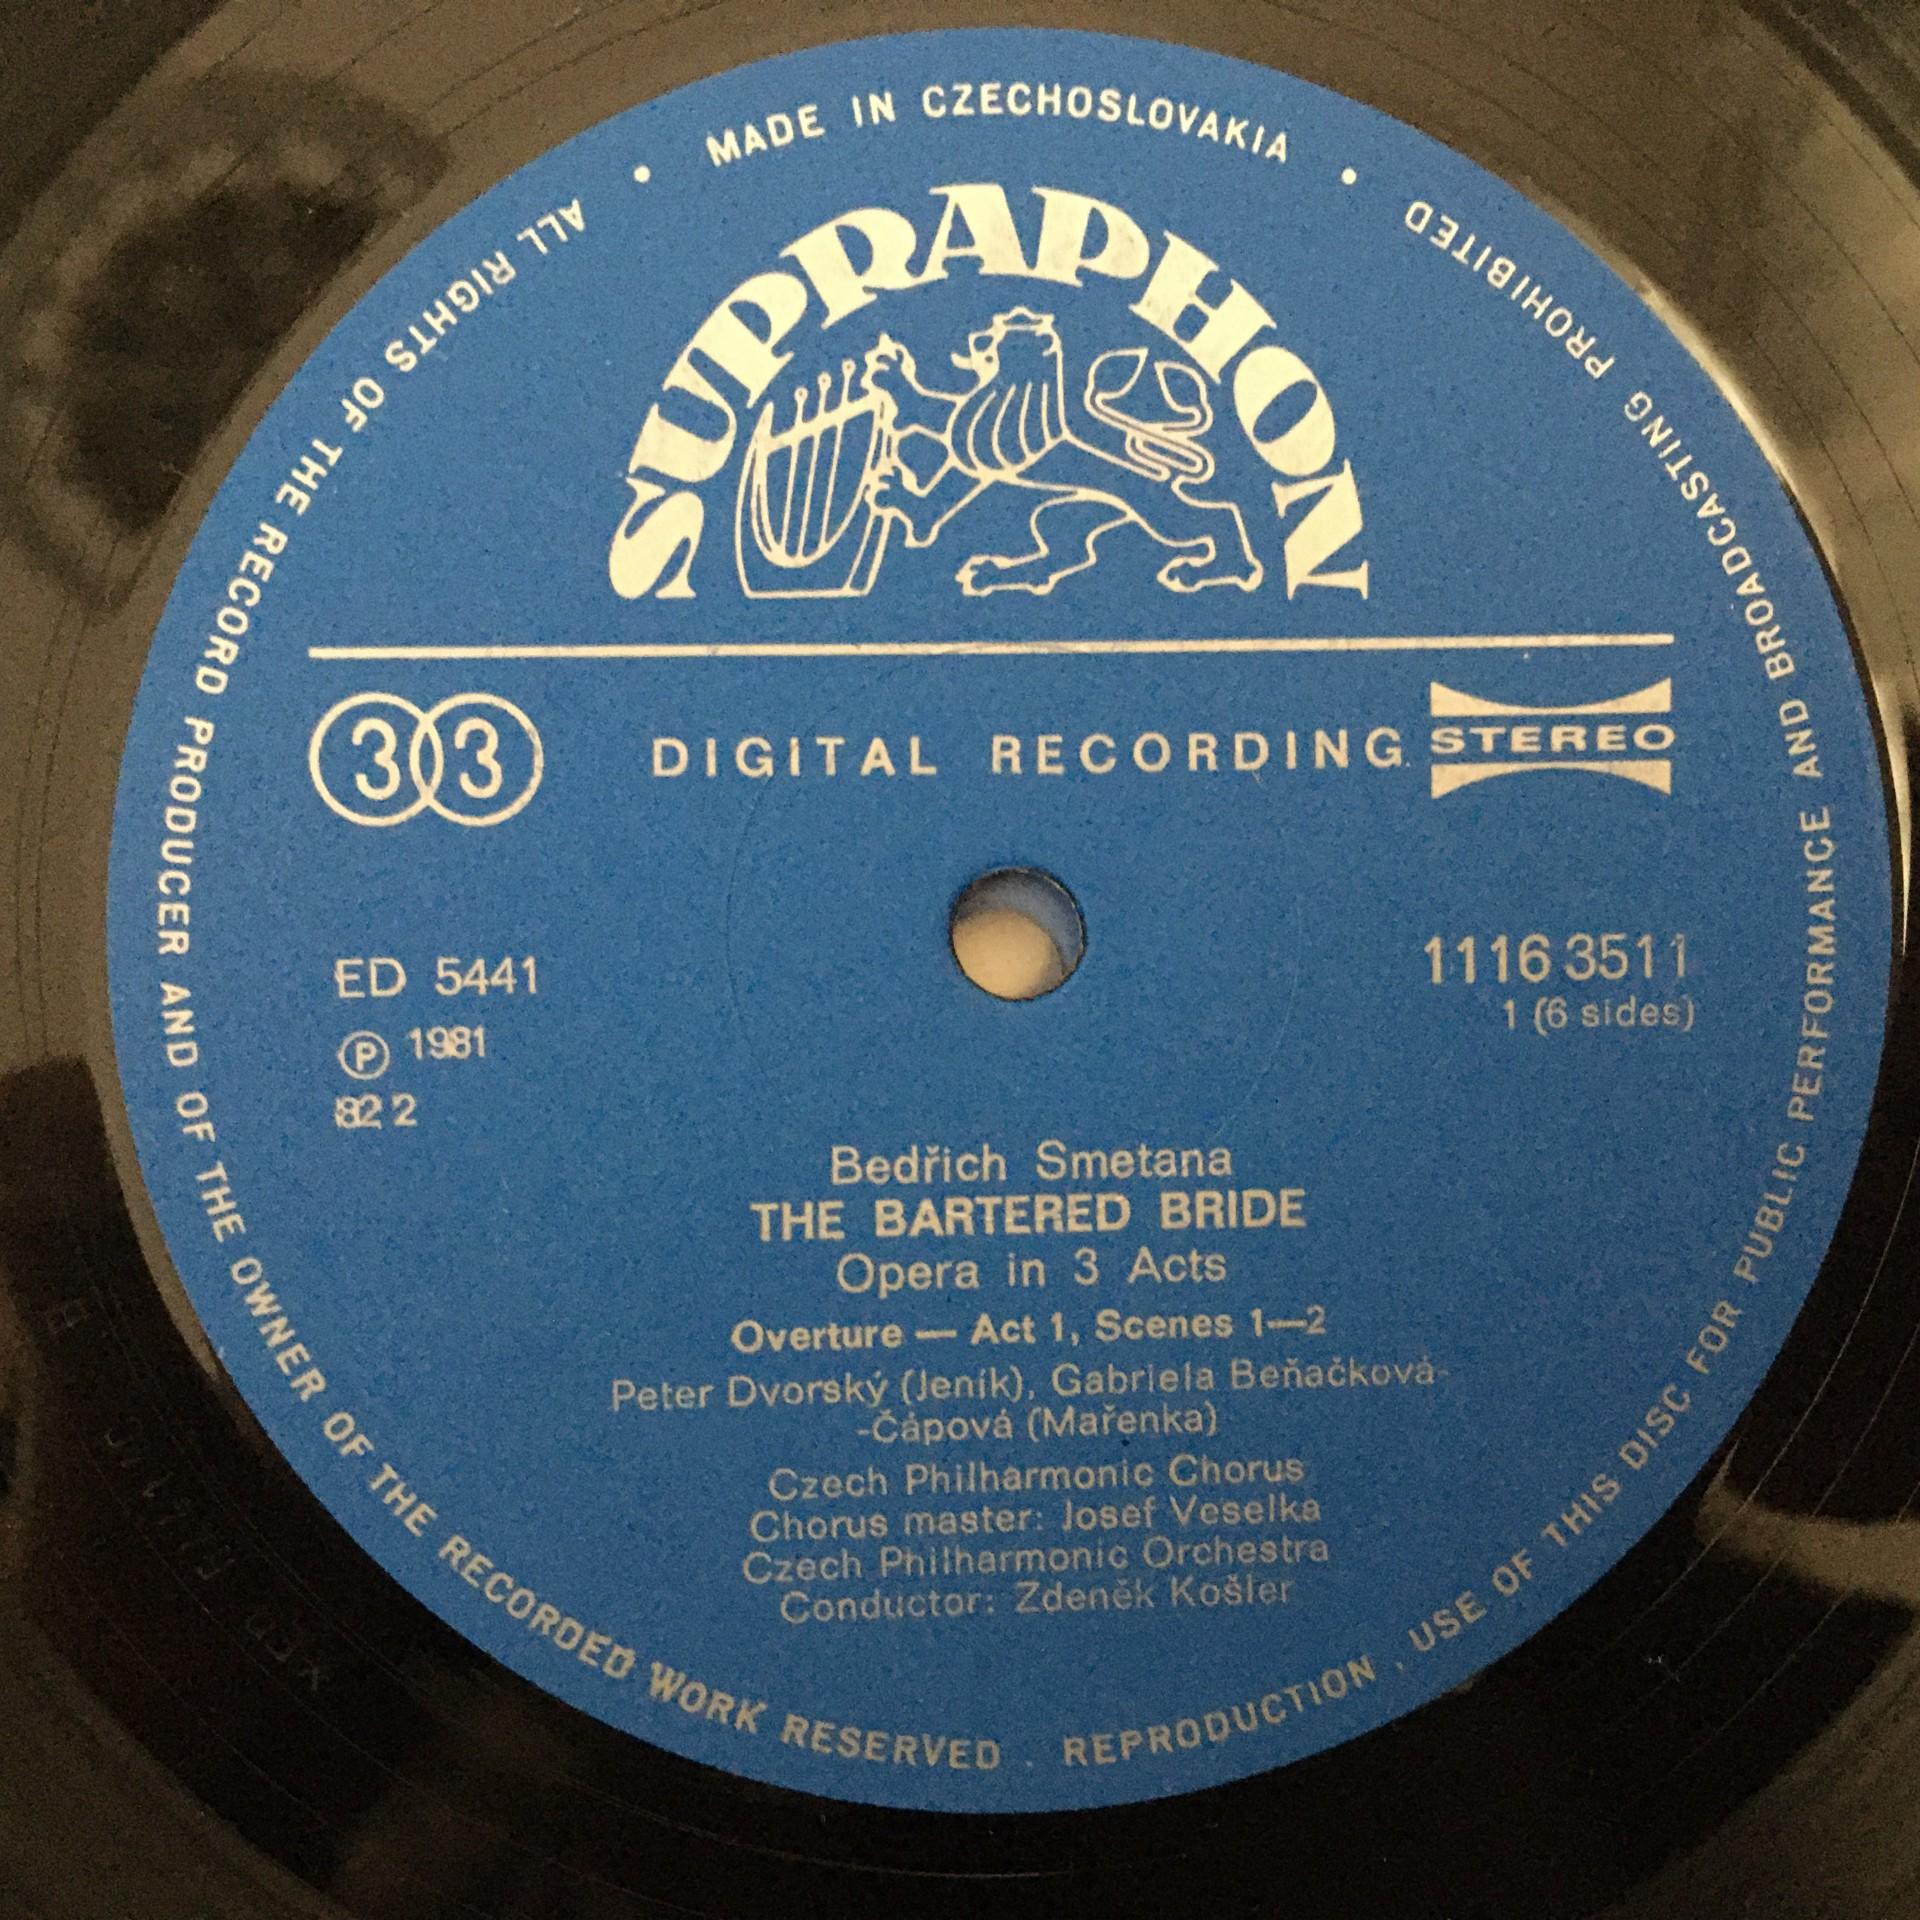 MADE IN CZECHOSLOVAKIA
SUPRAPHON
33 DIGITAL RECORDING STEREO
ED 5441
Ⓟ 1981
82 2
1116 3511
1 (6 sides)
Bedřich Smetana
THE BARTERED BRIDE
Opera in 3 Acts
Overture — Act 1, Scenes 1—2
Peter Dvorský (Jeník), Gabriela Beňačková-
-Čápová (Mařenka)
Czech Philharmonic Chorus
Chorus master: Josef Veselka
Czech Philharmonic Orchestra
Conductor: Zdeněk Košler
ALL RIGHTS OF THE RECORD PRODUCER AND OF THE OWNER OF THE RECORDED WORK RESERVED . REPRODUCTION . USE OF THIS DISC FOR PUBLIC PERFORMANCE AND BROADCASTING PROHIBITED